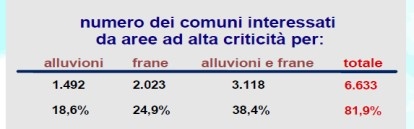 numero dei comuni interessati
da aree ad alta criticità per:
alluvioni frane alluvioni e frane totale
1.492 2.023 3.118 6.633
18,6% 24,9% 38,4% 81,9%